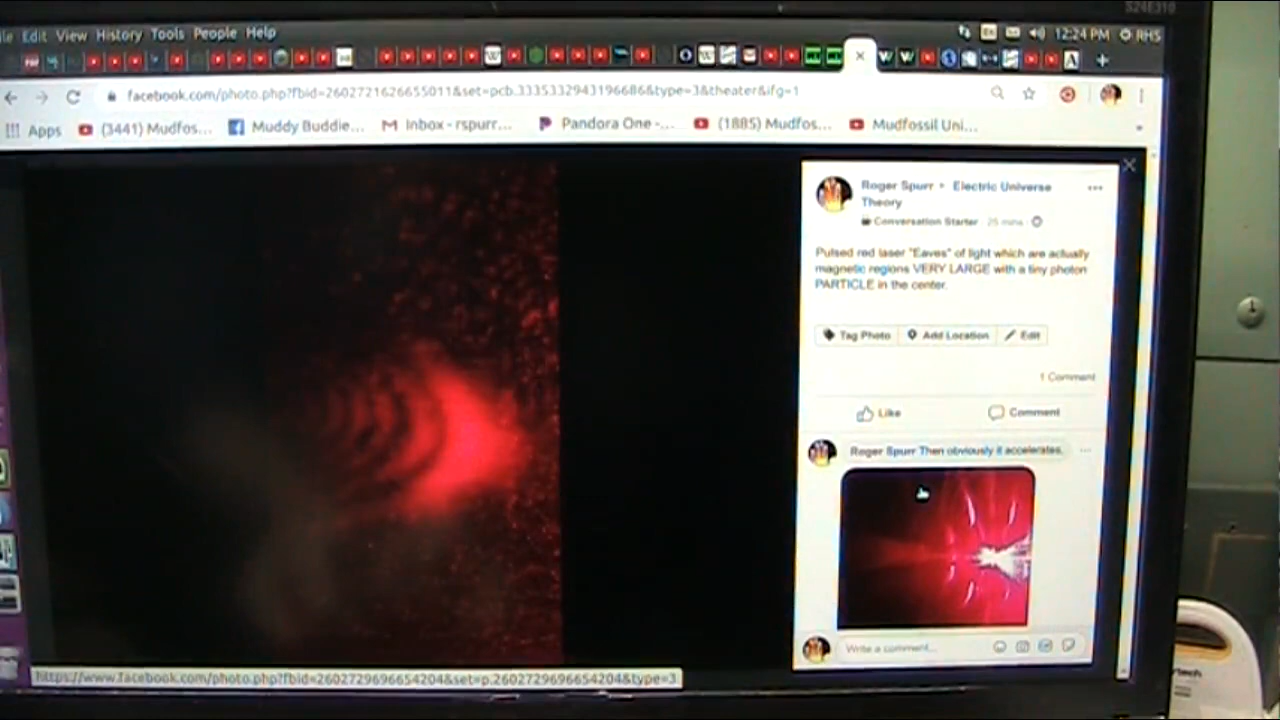 S24E310
ile Edit View History Tools People Help
12:24 PM RHS
facebook.com/photo.php?fbid=2602721626655011&set=pcb.3335332943196686&type=3&theater&ifg=1
Apps (3441) Mudfos... Muddy Buddie... Inbox - rspurr... Pandora One -... (1885) Mudfos... Mudfossil Uni...
Roger Spurr Electric Universe
Theory
Conversation Starter · 25 mins ·
Pulsed red laser "Eaves" of light which are actually
magnetic regions VERY LARGE with a tiny photon
PARTICLE in the center.
Tag Photo Add Location Edit
1 Comment
Like Comment
Roger Spurr Then obviously it accelerates.
Write a comment...
https://www.facebook.com/photo.php?fbid=2602729696654204&set=p.2602729696654204&type=3